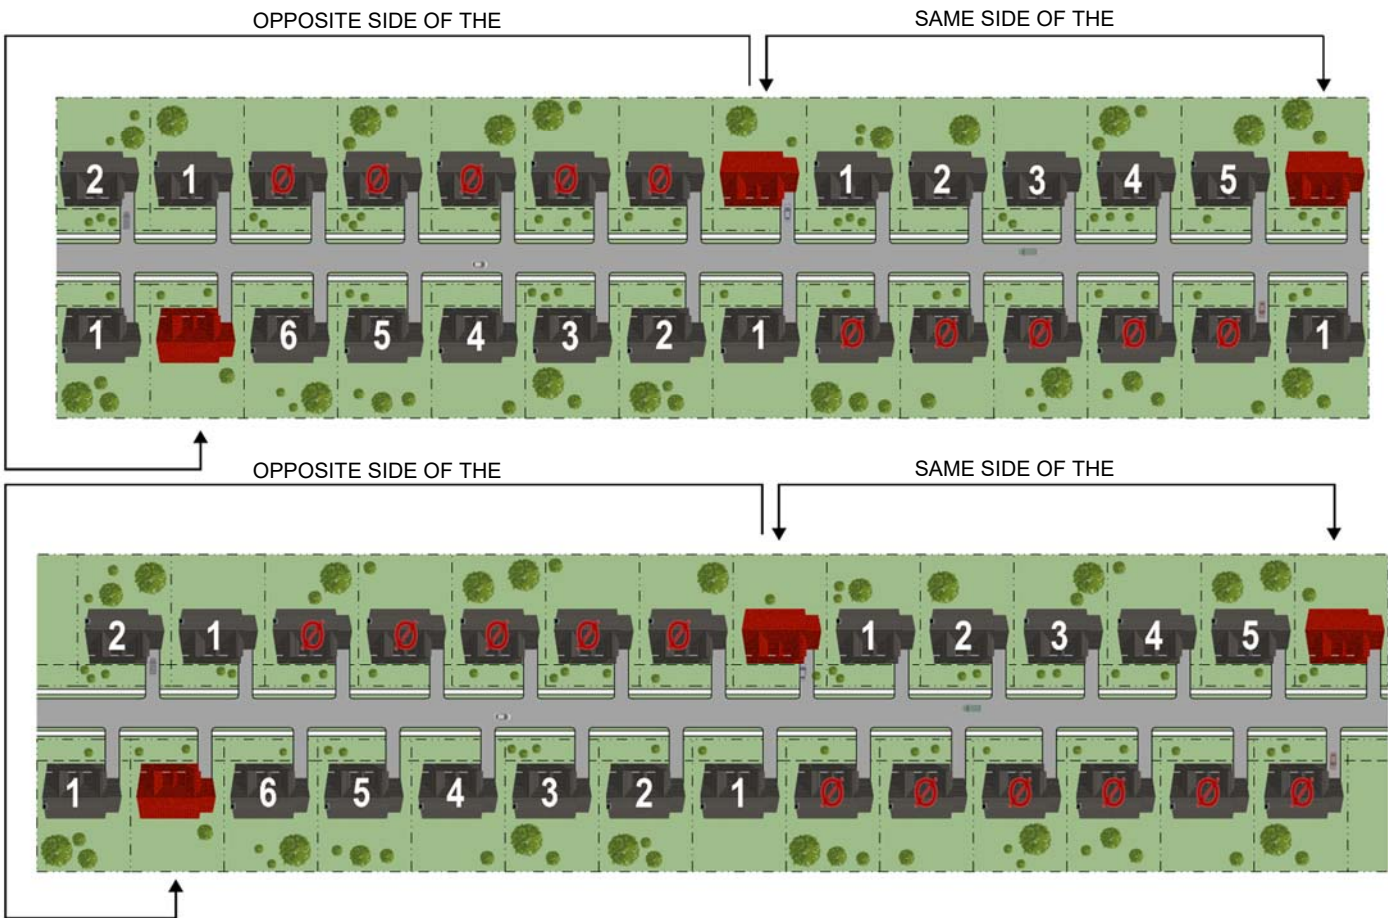 OPPOSITE SIDE OF THE SAME SIDE OF THE
2 1 Ø Ø Ø Ø Ø 1 2 3 4 5
1 6 5 4 3 2 1 Ø Ø Ø Ø Ø 1
OPPOSITE SIDE OF THE SAME SIDE OF THE
2 1 Ø Ø Ø Ø Ø 1 2 3 4 5
1 6 5 4 3 2 1 Ø Ø Ø Ø Ø Ø